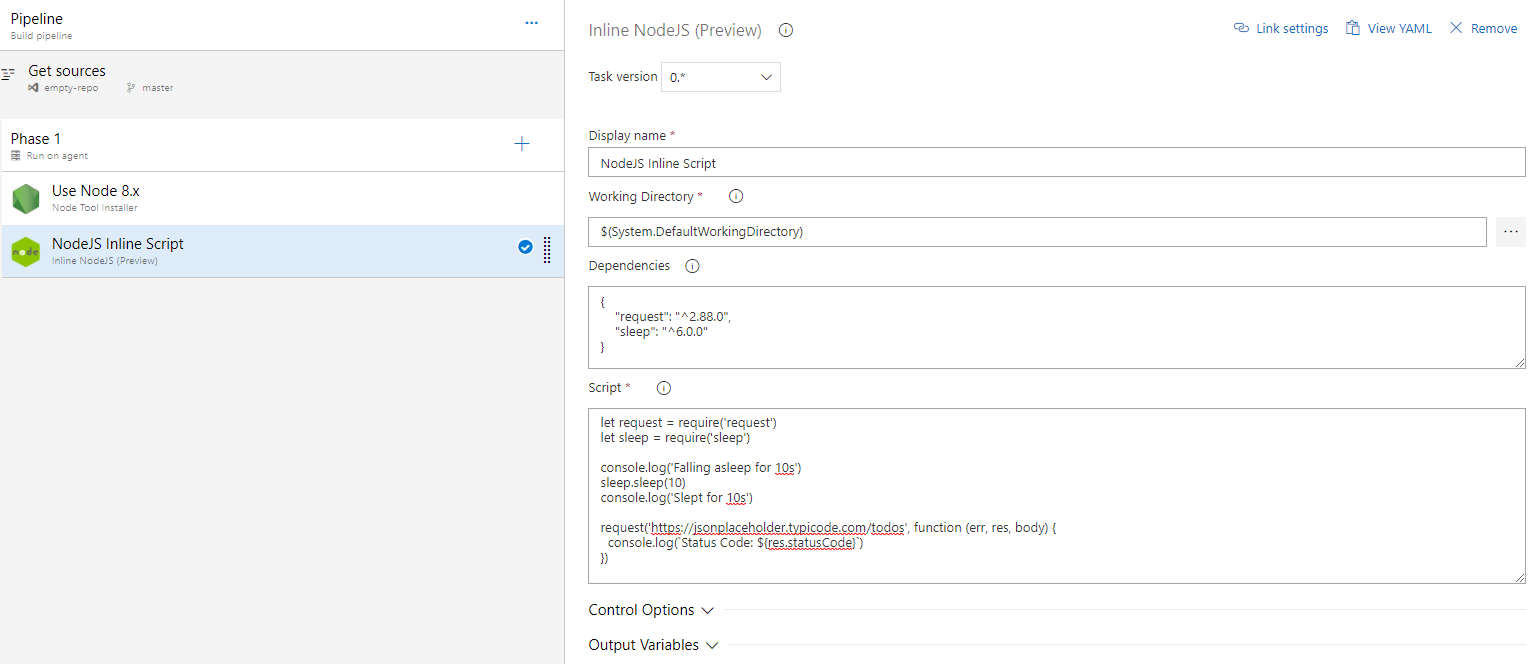 Pipeline
...
Build pipeline
Get sources
empty-repo master
Phase 1
Run on agent
Use Node 8.x
Node Tool Installer
node
NodeJS Inline Script
Inline NodeJS (Preview)
Inline NodeJS (Preview)
Link settings View YAML Remove
Task version 0.*
Display name *
NodeJS Inline Script
Working Directory *
$(System.DefaultWorkingDirectory)
...
Dependencies
{
"request": "^2.88.0",
"sleep": "^6.0.0"
}
Script *
let request = require('request')
let sleep = require('sleep')
console.log('Falling asleep for 10s')
sleep.sleep(10)
console.log('Slept for 10s')
request('https://jsonplaceholder.typicode.com/todos', function (err, res, body) {
console.log(`Status Code: ${res.statusCode}`)
})
Control Options
Output Variables